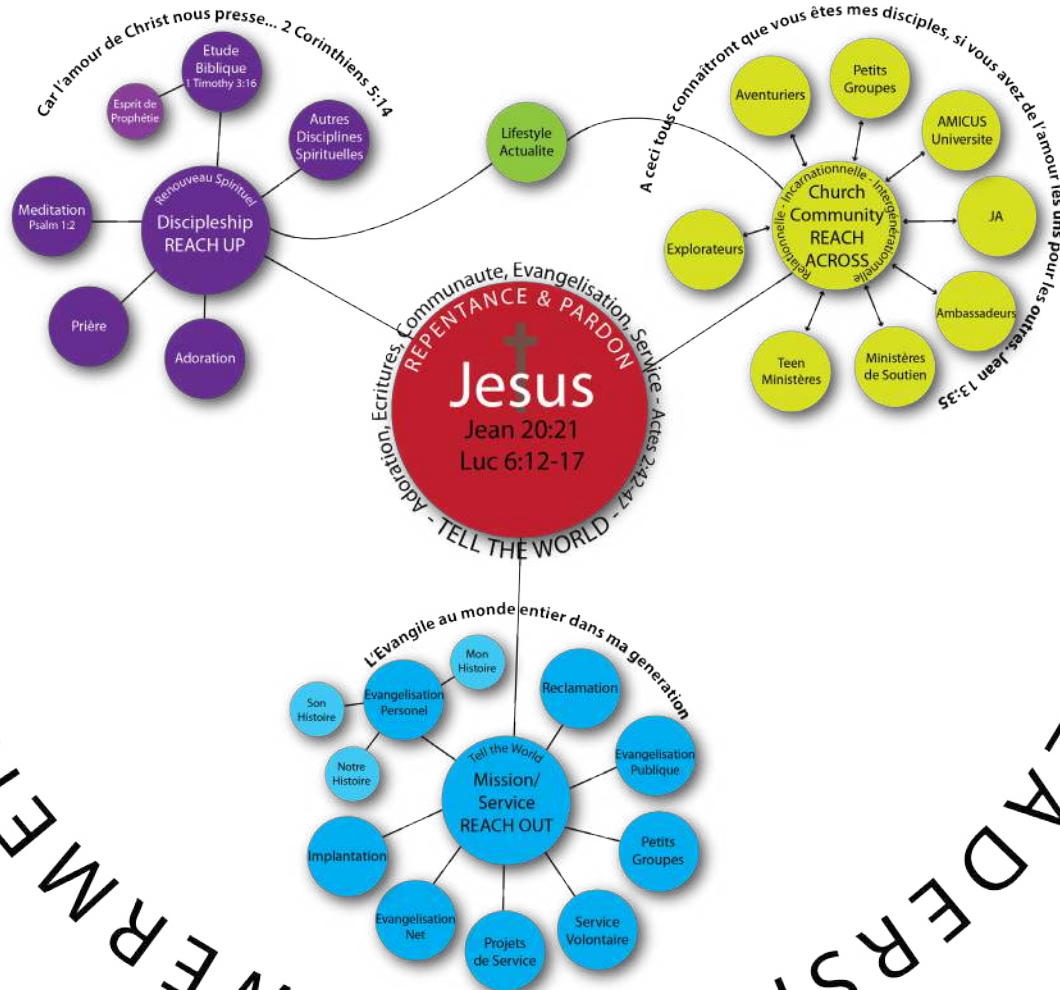 Car l'amour de Christ nous presse... 2 Corinthiens 5:14
Etude
Biblique
1 Timothy 3:16
Esprit de
Prophétie
Autres
Disciplines
Spirituelles
Meditation
Psalm 1:2
Renouveau Spirituel
Discipleship
REACH UP
Prière
Adoration
Lifestyle
Actualite
A ceci tous connaîtront que vous êtes mes disciples, si vous avez de l'amour les uns pour les outres. Jean 13:35
Aventuriers
Petits
Groupes
AMICUS
Universite
JA
Explorateurs
Relationnelle - Incarnationnelle - Intergénérationnelle
Church
Community
REACH
ACROSS
Ambassadeurs
Teen
Ministères
Ministères
de Soutien
Adoration, Ecritures, Communaute, Evangelisation, Service - Actes 2:42-47 - TELL THE WORLD -
REPENTANCE & PARDON
Jesus
Jean 20:21
Luc 6:12-17
L'Evangile au monde entier dans ma generation
Mon
Histoire
Son
Histoire
Evangelisation
Personel
Notre
Histoire
Reclamation
Evangelisation
Publique
Tell the World
Mission/
Service
REACH OUT
Implantation
Petits
Groupes
Evangelisation
Net
Projets
de Service
Service
Volontaire